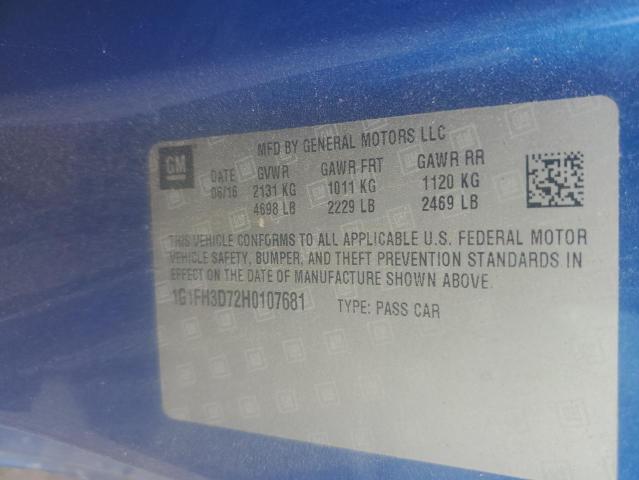 GM
MFD BY GENERAL MOTORS LLC
DATE GVWR GAWR FRT GAWR RR
06/16 2131 KG 1011 KG 1120 KG
4698 LB 2229 LB 2469 LB
THIS VEHICLE CONFORMS TO ALL APPLICABLE U.S. FEDERAL MOTOR
VEHICLE SAFETY, BUMPER, AND THEFT PREVENTION STANDARDS IN
EFFECT ON THE DATE OF MANUFACTURE SHOWN ABOVE.
1G1FH3D72H0107681 TYPE: PASS CAR